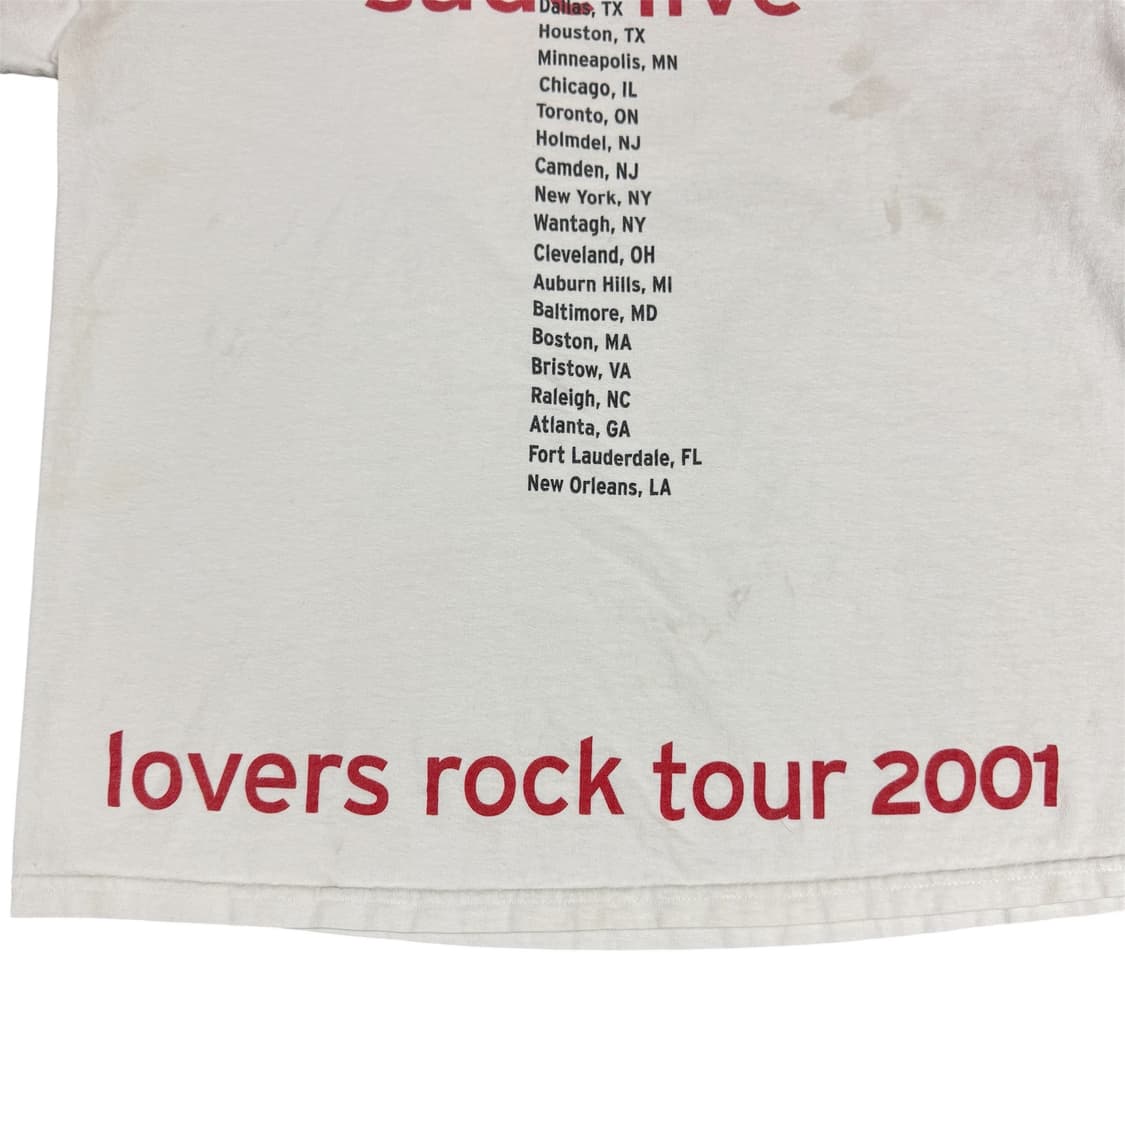 sade live
Dallas, TX
Houston, TX
Minneapolis, MN
Chicago, IL
Toronto, ON
Holmdel, NJ
Camden, NJ
New York, NY
Wantagh, NY
Cleveland, OH
Auburn Hills, MI
Baltimore, MD
Boston, MA
Bristow, VA
Raleigh, NC
Atlanta, GA
Fort Lauderdale, FL
New Orleans, LA
lovers rock tour 2001